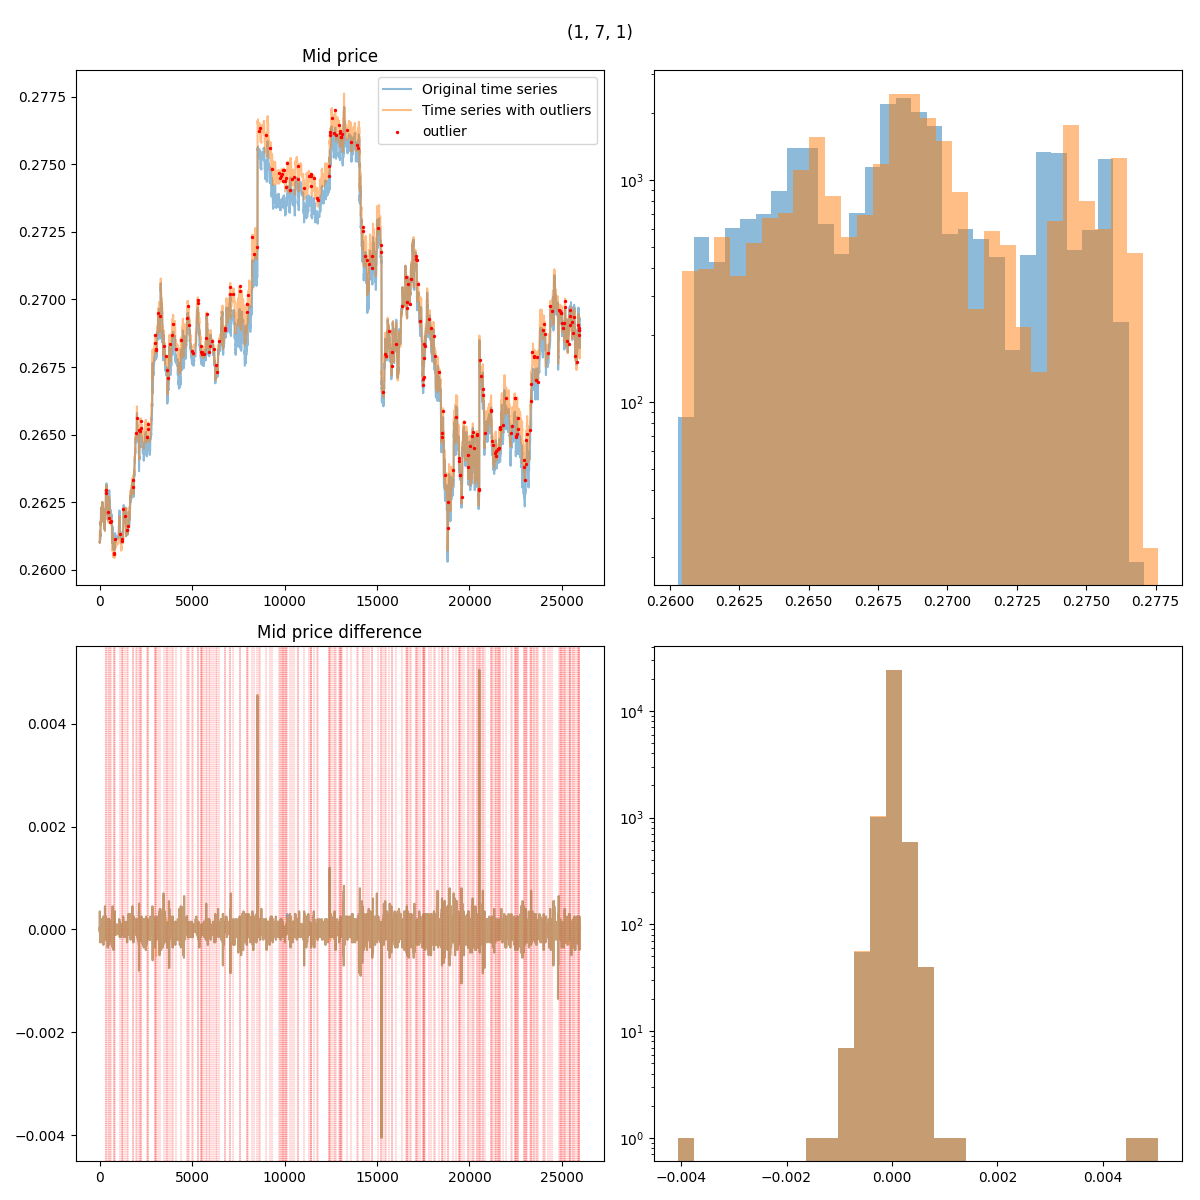 (1, 7, 1)
Mid price
Original time series
Time series with outliers
outlier
0.2775
0.2750
0.2725
0.2700
0.2675
0.2650
0.2625
0.2600
0 5000 10000 15000 20000 25000
10³
10²
0.2600 0.2625 0.2650 0.2675 0.2700 0.2725 0.2750 0.2775
Mid price difference
0.004
0.002
0.000
−0.002
−0.004
0 5000 10000 15000 20000 25000
10⁴
10³
10²
10¹
10⁰
−0.004 −0.002 0.000 0.002 0.004